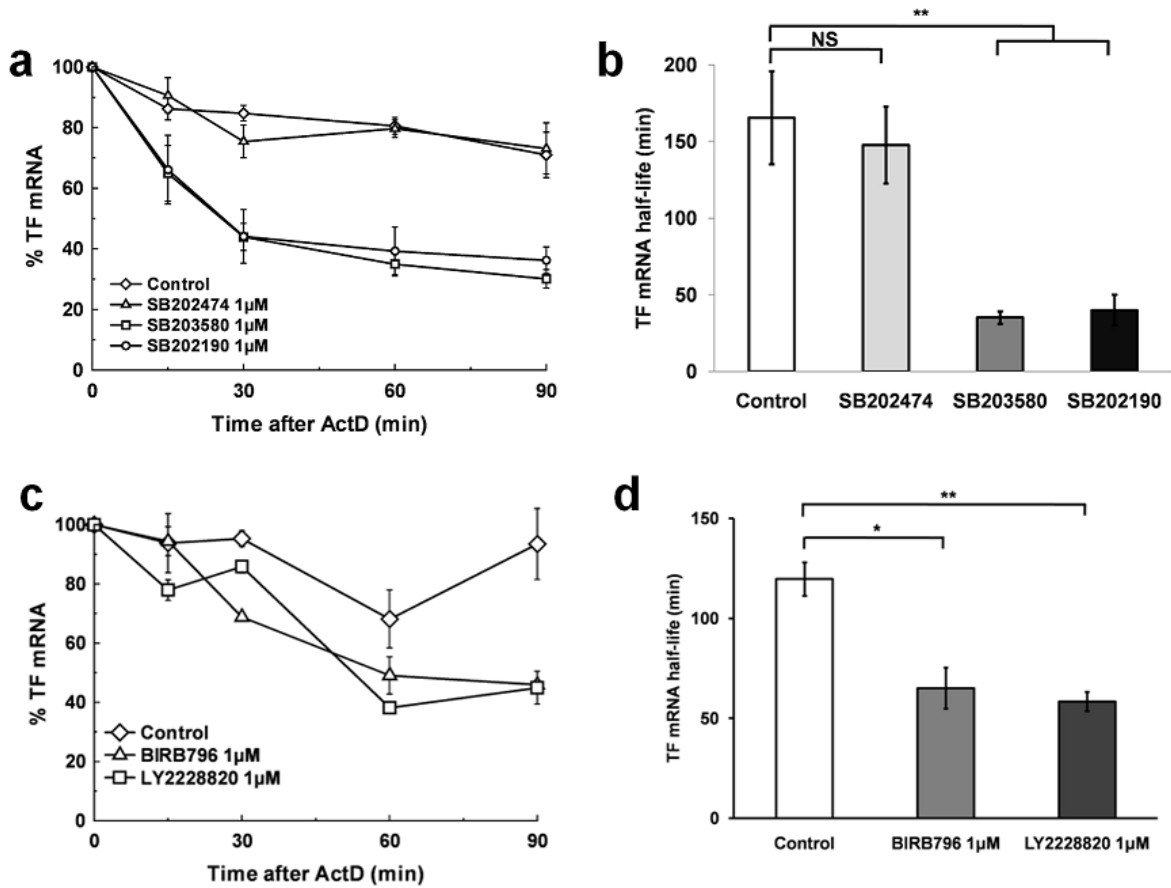 a
% TF mRNA
100
80
60
40
20
0
Control
SB202474 1µM
SB203580 1µM
SB202190 1µM
0
30
60
90
Time after ActD (min)
b
**
NS
TF mRNA half-life (min)
200
150
100
50
0
Control
SB202474
SB203580
SB202190
c
% TF mRNA
100
80
60
40
20
0
Control
BIRB796 1µM
LY2228820 1µM
0
30
60
90
Time after ActD (min)
d
**
*
TF mRNA half-life (min)
150
100
50
0
Control
BIRB796 1µM
LY2228820 1µM